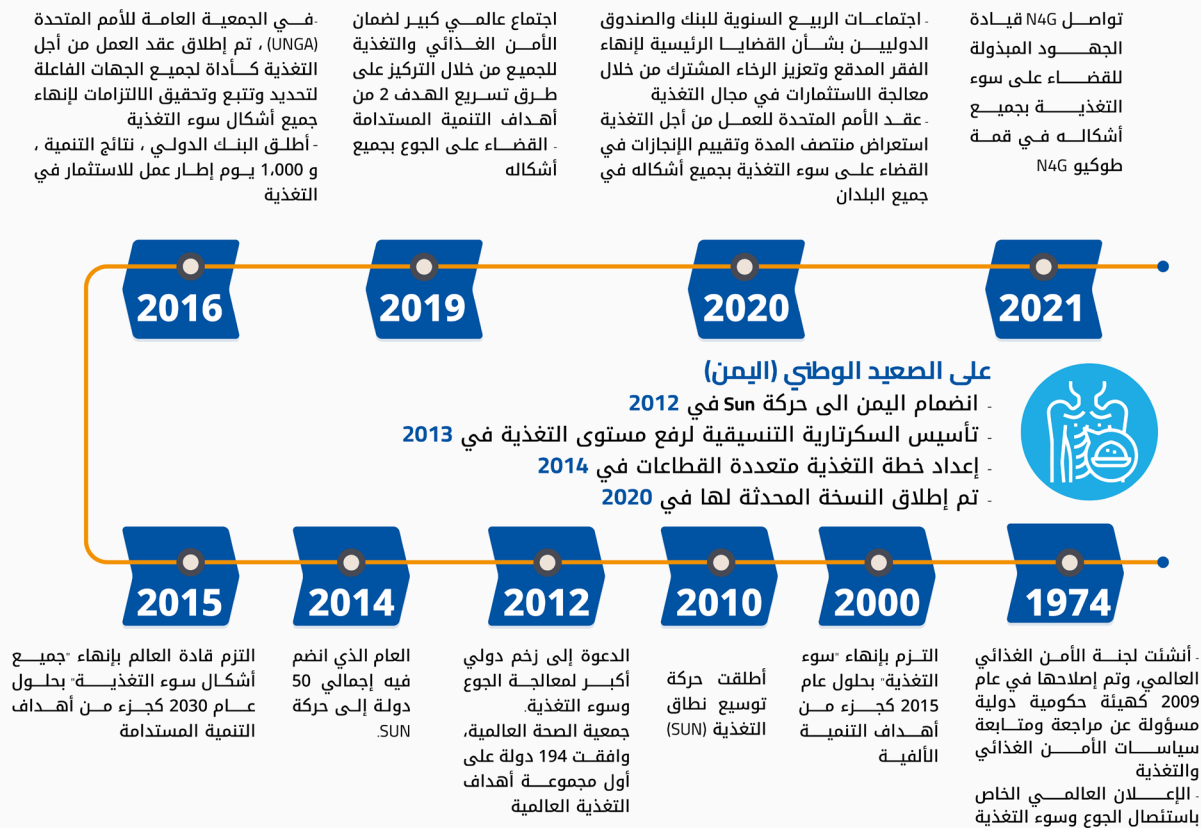 تواصل N4G قيادة
الجهود المبذولة
للقضاء على سوء
التغذية بجميع
أشكاله في قمة
طوكيو N4G
- اجتماعات الربيع السنوية للبنك والصندوق
الدوليين بشأن القضايا الرئيسية لإنهاء
الفقر المدقع وتعزيز الرخاء المشترك من خلال
معالجة الاستثمارات في مجال التغذية
- عقد الأمم المتحدة للعمل من أجل التغذية
استعراض منتصف المدة وتقييم الإنجازات في
القضاء على سوء التغذية بجميع أشكاله في
جميع البلدان
اجتماع عالمي كبير لضمان
الأمن الغذائي والتغذية
للجميع من خلال التركيز على
طرق تسريع الهدف 2 من
أهداف التنمية المستدامة
- القضاء على الجوع بجميع
أشكاله
-في الجمعية العامة للأمم المتحدة
(UNGA) ، تم إطلاق عقد العمل من أجل
التغذية كأداة لجميع الجهات الفاعلة
لتحديد وتتبع وتحقيق الالتزامات لإنهاء
جميع أشكال سوء التغذية
- أطلق البنك الدولي ، نتائج التنمية ،
و 1،000 يوم إطار عمل للاستثمار في
التغذية
2021
2020
2019
2016
على الصعيد الوطني (اليمن)
- انضمام اليمن الى حركة Sun في 2012
- تأسيس السكرتارية التنسيقية لرفع مستوى التغذية في 2013
- إعداد خطة التغذية متعددة القطاعات في 2014
- تم إطلاق النسخة المحدثة لها في 2020
1974
2000
2010
2012
2014
2015
- أنشئت لجنة الأمن الغذائي
العالمي، وتم إصلاحها في عام
2009 كهيئة حكومية دولية
مسؤولة عن مراجعة ومتابعة
سياسات الأمن الغذائي
والتغذية
- الإعلان العالمي الخاص
باستئصال الجوع وسوء التغذية
التزم بإنهاء "سوء
التغذية" بحلول عام
2015 كجزء من
أهداف التنمية
الألفية
أطلقت حركة
توسيع نطاق
التغذية (SUN)
الدعوة إلى زخم دولي
أكبر لمعالجة الجوع
وسوء التغذية.
جمعية الصحة العالمية،
وافقت 194 دولة على
أول مجموعة أهداف
التغذية العالمية
العام الذي انضم
فيه إجمالي 50
دولة إلى حركة
SUN.
التزم قادة العالم بإنهاء "جميع
أشكال سوء التغذية" بحلول
عام 2030 كجزء من أهداف
التنمية المستدامة